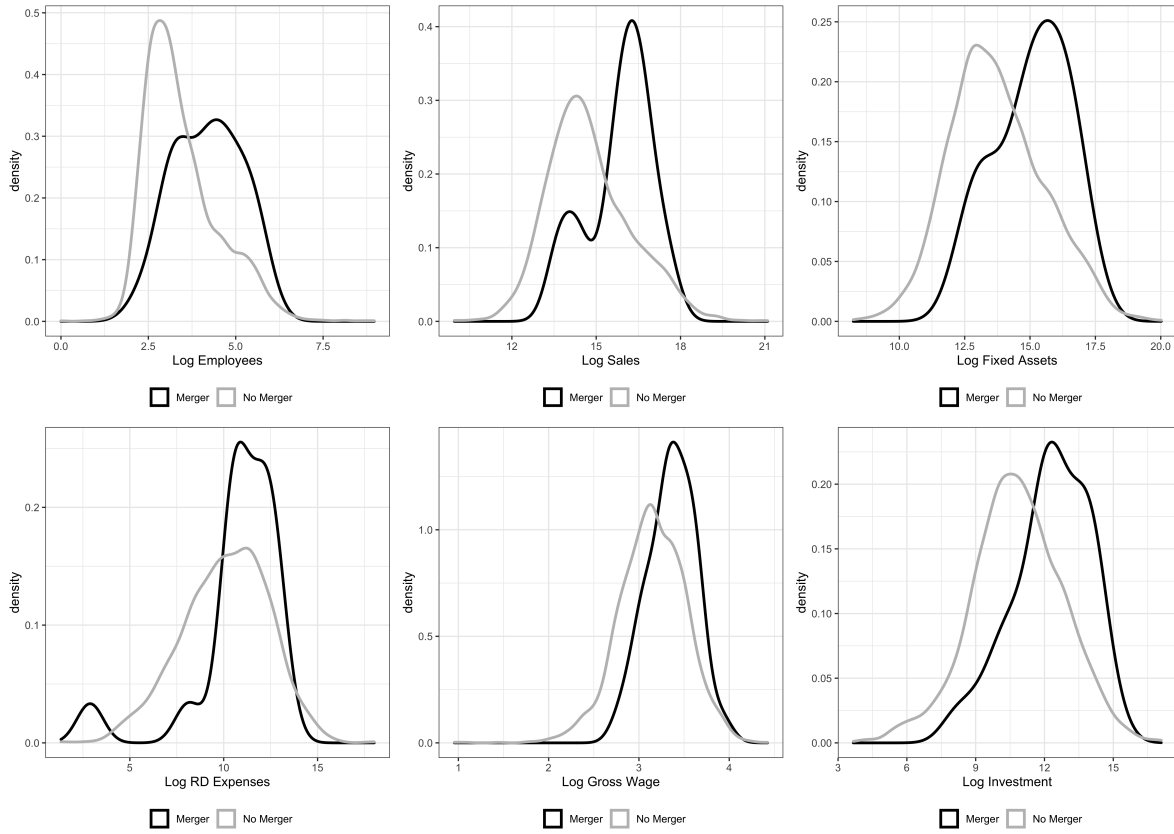 density
0.5
0.4
0.3
0.2
0.1
0.0
0.0 2.5 5.0 7.5
Log Employees
Merger No Merger
density
0.4
0.3
0.2
0.1
0.0
12 15 18 21
Log Sales
Merger No Merger
density
0.25
0.20
0.15
0.10
0.05
0.00
10.0 12.5 15.0 17.5 20.0
Log Fixed Assets
Merger No Merger
density
0.2
0.1
0.0
5 10 15
Log RD Expenses
Merger No Merger
density
1.0
0.5
0.0
1 2 3 4
Log Gross Wage
Merger No Merger
density
0.20
0.15
0.10
0.05
0.00
3 6 9 12 15
Log Investment
Merger No Merger